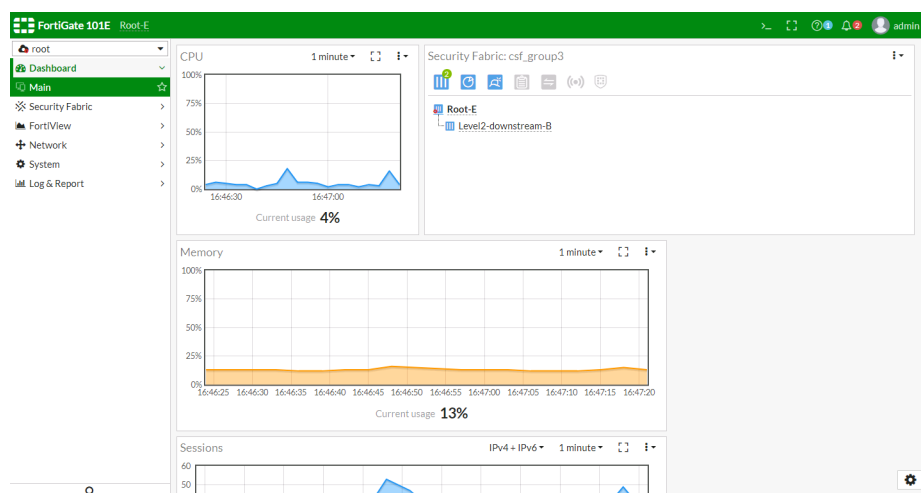 FortiGate 101E Root-E
>_ ? 1 2 admin
root
Dashboard
Main
Security Fabric
FortiView
Network
System
Log & Report
CPU 1 minute
100%
75%
50%
25%
0%
16:46:30 16:47:00
Current usage 4%
Security Fabric: csf_group3
2
Root-E
Level2-downstream-B
Memory 1 minute
100%
75%
50%
25%
0%
16:46:25 16:46:30 16:46:35 16:46:40 16:46:45 16:46:50 16:46:55 16:47:00 16:47:05 16:47:10 16:47:15 16:47:20
Current usage 13%
Sessions IPv4 + IPv6 1 minute
60
50